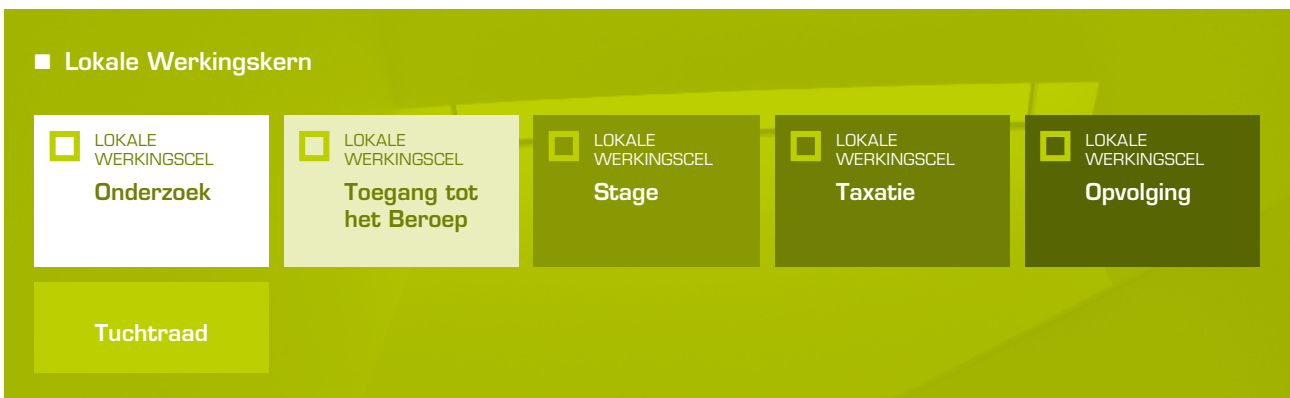 Lokale Werkingskern
LOKALE
WERKINGSCEL
Onderzoek
LOKALE
WERKINGSCEL
Toegang tot
het Beroep
LOKALE
WERKINGSCEL
Stage
LOKALE
WERKINGSCEL
Taxatie
LOKALE
WERKINGSCEL
Opvolging
Tuchtraad